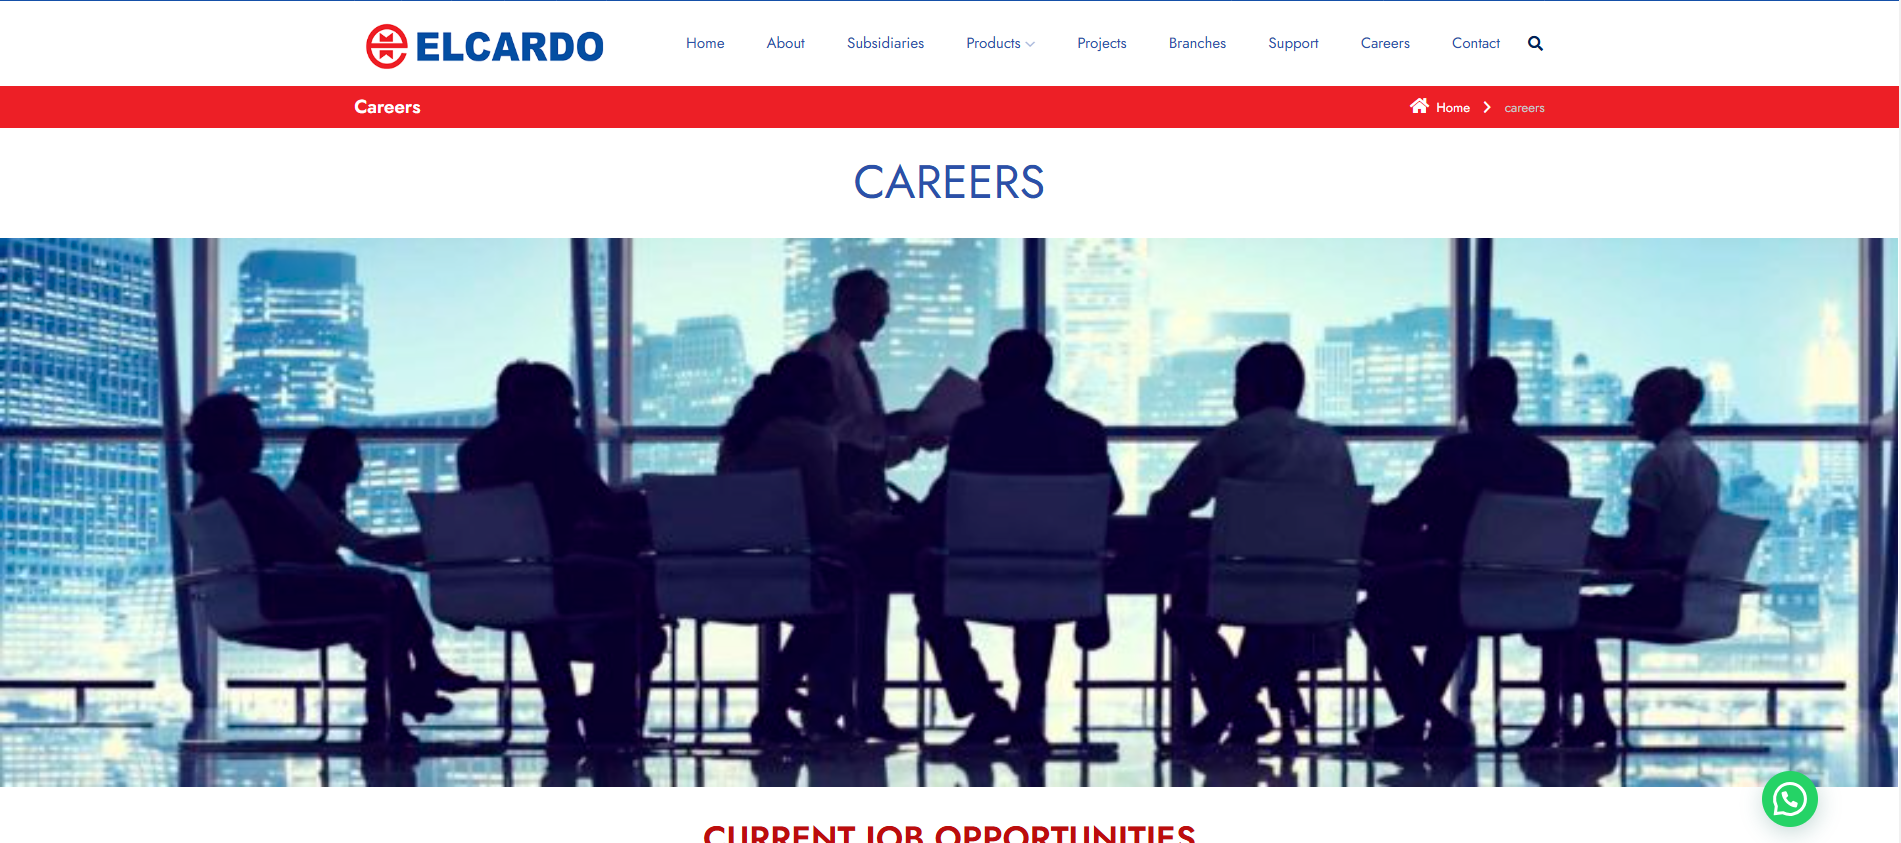 ELCARDO
Home About Subsidiaries Products Projects Branches Support Careers Contact
Careers
Home careers
CAREERS
CURRENT JOB OPPORTUNITIES